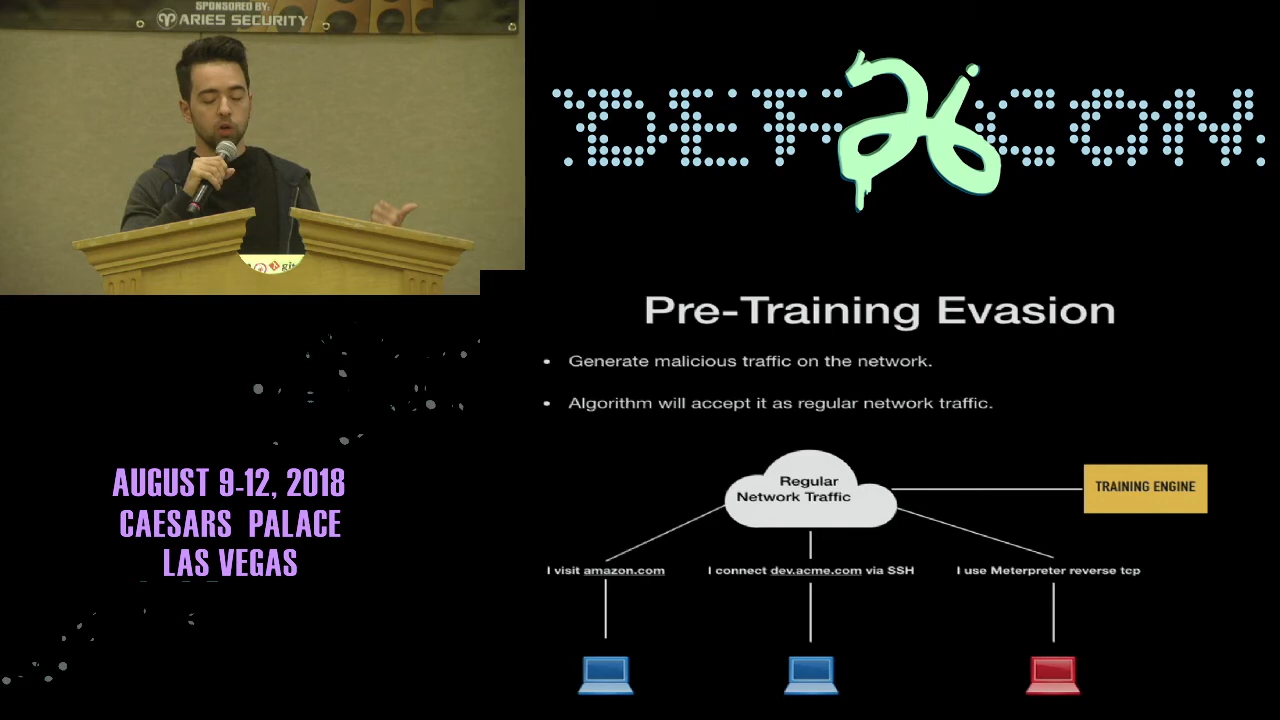 SPONSORED BY:
ARIES SECURITY
DEF 26 CON
Pre-Training Evasion
• Generate malicious traffic on the network.
• Algorithm will accept it as regular network traffic.
Regular
Network Traffic
TRAINING ENGINE
I visit amazon.com
I connect dev.acme.com via SSH
I use Meterpreter reverse tcp
AUGUST 9-12, 2018
CAESARS PALACE
LAS VEGAS